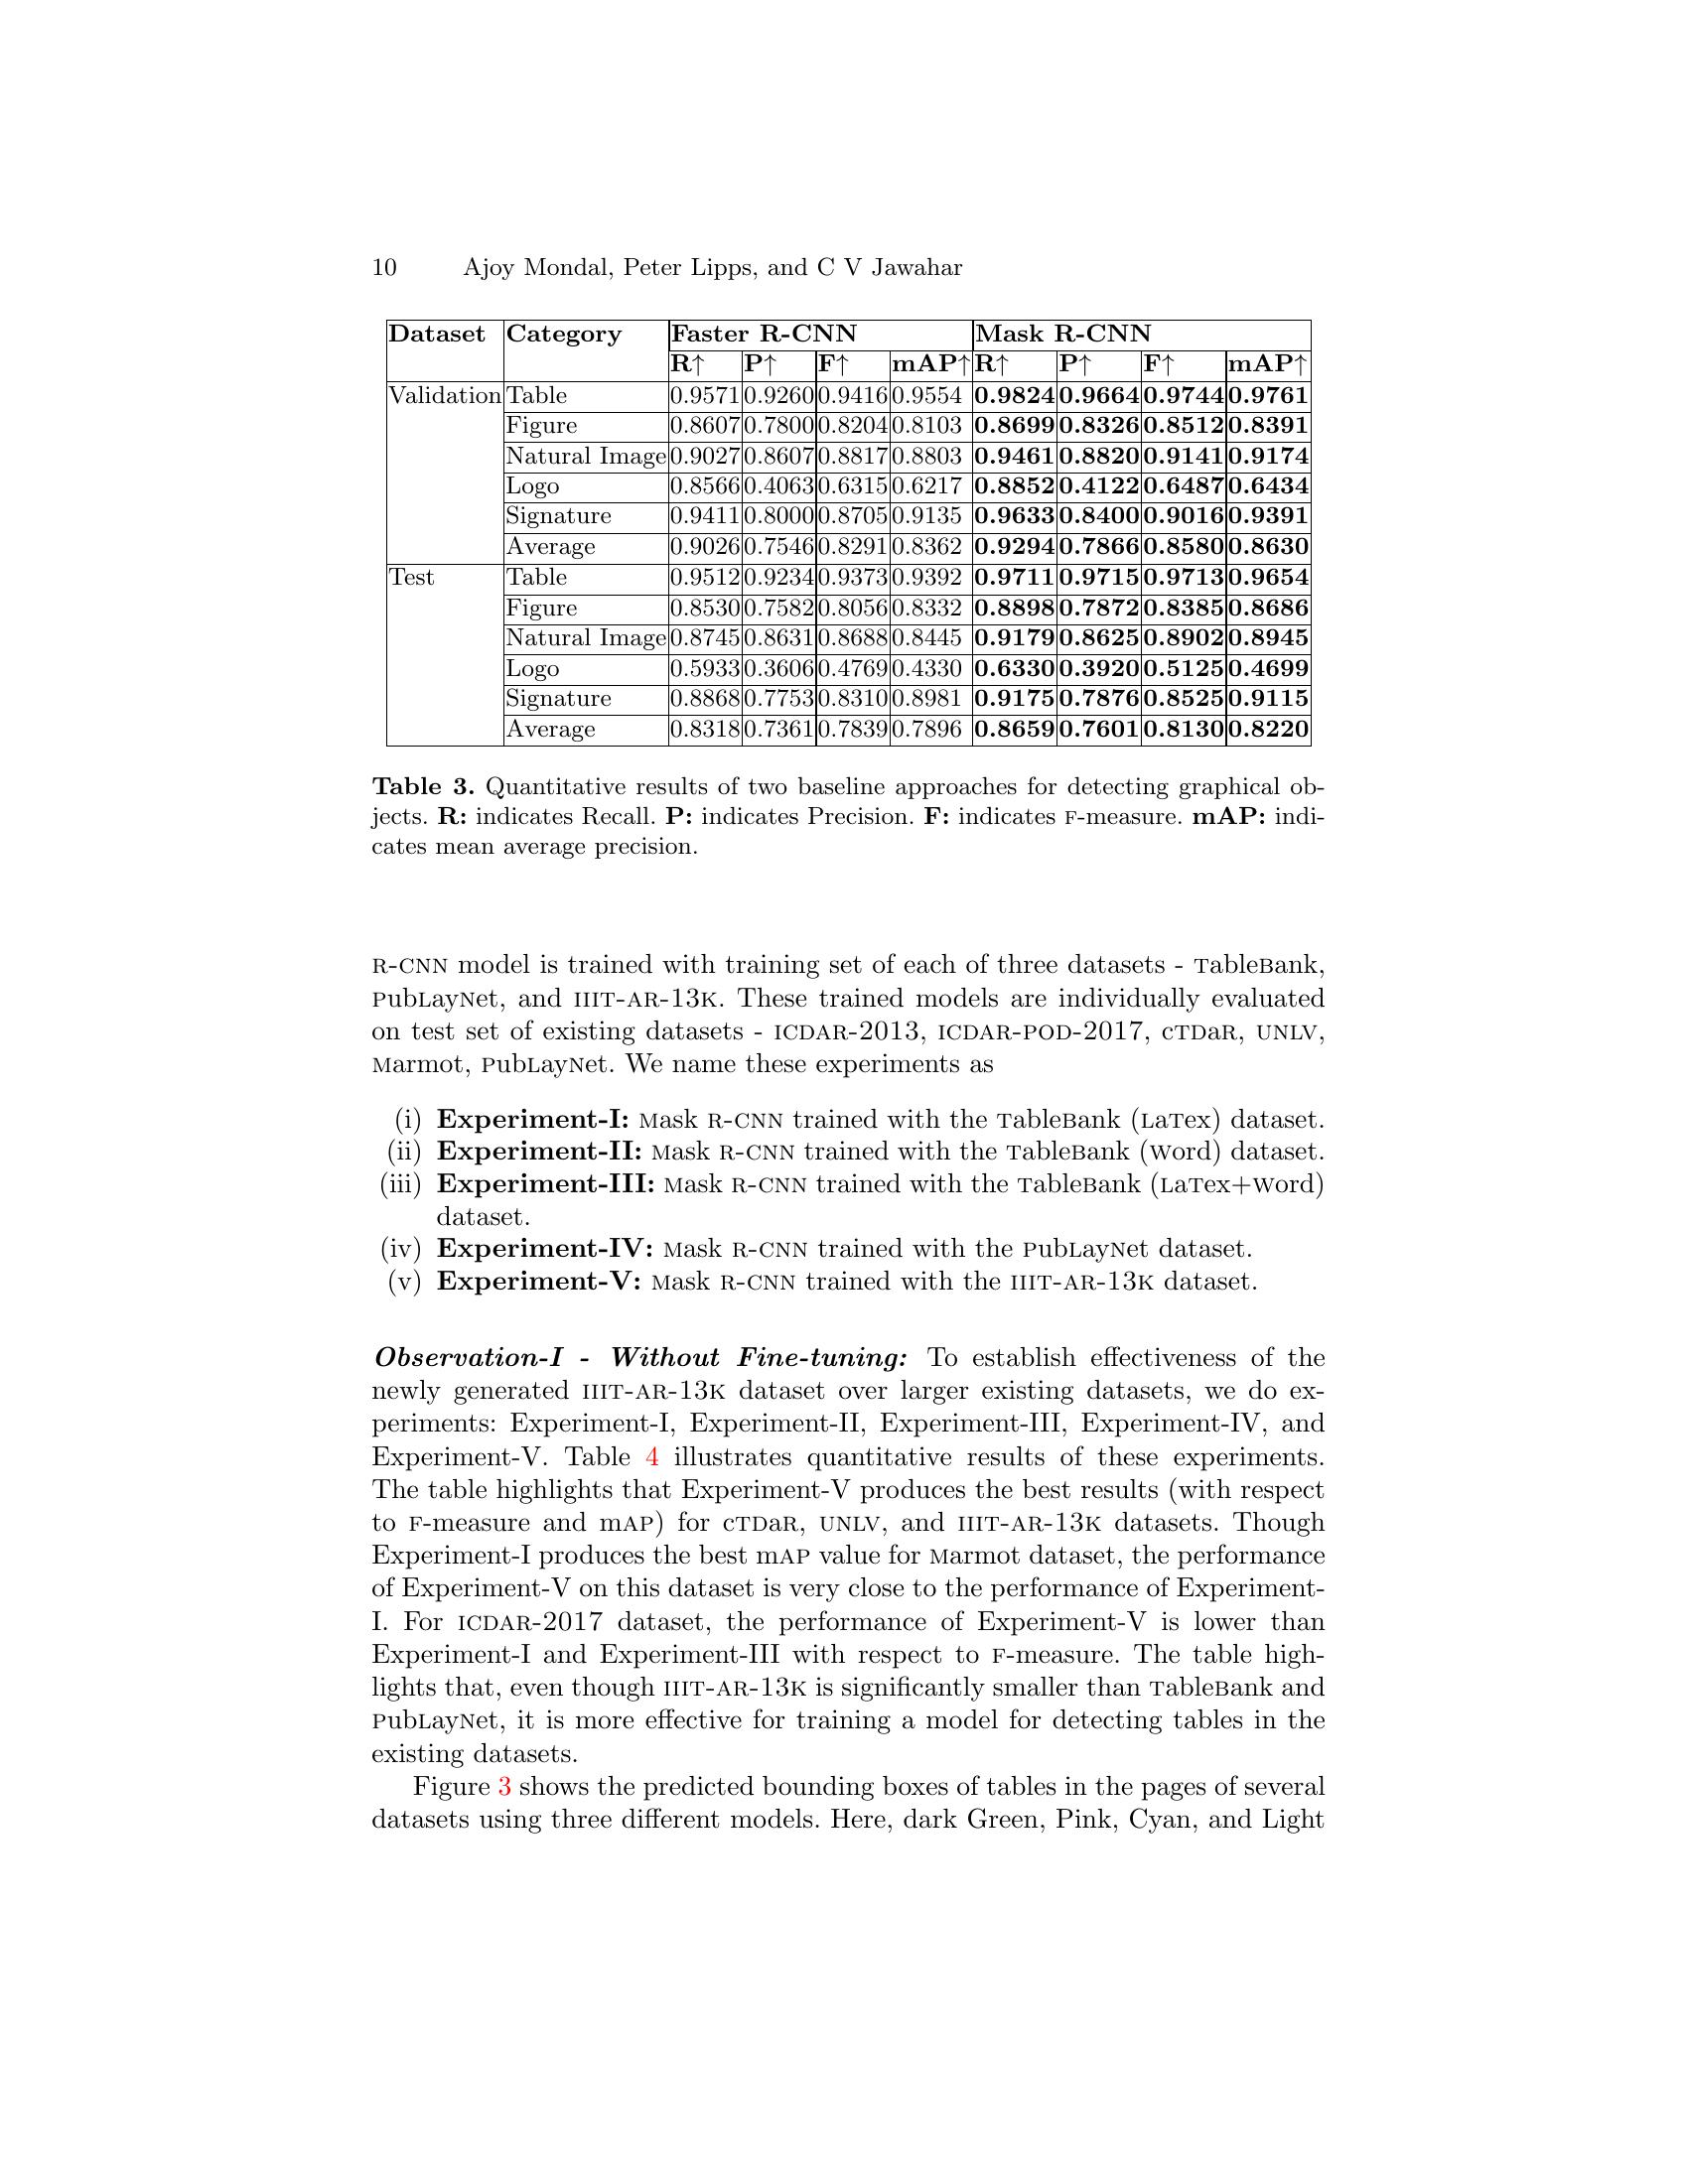 10 Ajoy Mondal, Peter Lipps, and C V Jawahar
Dataset Category Faster R-CNN Mask R-CNN
R↑ P↑ F↑ mAP↑ R↑ P↑ F↑ mAP↑
Validation Table 0.9571 0.9260 0.9416 0.9554 0.9824 0.9664 0.9744 0.9761
Figure 0.8607 0.7800 0.8204 0.8103 0.8699 0.8326 0.8512 0.8391
Natural Image 0.9027 0.8607 0.8817 0.8803 0.9461 0.8820 0.9141 0.9174
Logo 0.8566 0.4063 0.6315 0.6217 0.8852 0.4122 0.6487 0.6434
Signature 0.9411 0.8000 0.8705 0.9135 0.9633 0.8400 0.9016 0.9391
Average 0.9026 0.7546 0.8291 0.8362 0.9294 0.7866 0.8580 0.8630
Test Table 0.9512 0.9234 0.9373 0.9392 0.9711 0.9715 0.9713 0.9654
Figure 0.8530 0.7582 0.8056 0.8332 0.8898 0.7872 0.8385 0.8686
Natural Image 0.8745 0.8631 0.8688 0.8445 0.9179 0.8625 0.8902 0.8945
Logo 0.5933 0.3606 0.4769 0.4330 0.6330 0.3920 0.5125 0.4699
Signature 0.8868 0.7753 0.8310 0.8981 0.9175 0.7876 0.8525 0.9115
Average 0.8318 0.7361 0.7839 0.7896 0.8659 0.7601 0.8130 0.8220
Table 3. Quantitative results of two baseline approaches for detecting graphical ob-
jects. R: indicates Recall. P: indicates Precision. F: indicates F-measure. mAP: indi-
cates mean average precision.
R-CNN model is trained with training set of each of three datasets - TableBank,
PubLayNet, and IIIT-AR-13K. These trained models are individually evaluated
on test set of existing datasets - ICDAR-2013, ICDAR-POD-2017, cTDaR, UNLV,
Marmot, PubLayNet. We name these experiments as
(i) Experiment-I: Mask R-CNN trained with the TableBank (LaTex) dataset.
(ii) Experiment-II: Mask R-CNN trained with the TableBank (Word) dataset.
(iii) Experiment-III: Mask R-CNN trained with the TableBank (LaTex+Word)
dataset.
(iv) Experiment-IV: Mask R-CNN trained with the PubLayNet dataset.
(v) Experiment-V: Mask R-CNN trained with the IIIT-AR-13K dataset.
Observation-I - Without Fine-tuning: To establish effectiveness of the
newly generated IIIT-AR-13K dataset over larger existing datasets, we do ex-
periments: Experiment-I, Experiment-II, Experiment-III, Experiment-IV, and
Experiment-V. Table 4 illustrates quantitative results of these experiments.
The table highlights that Experiment-V produces the best results (with respect
to F-measure and mAP) for cTDaR, UNLV, and IIIT-AR-13K datasets. Though
Experiment-I produces the best mAP value for Marmot dataset, the performance
of Experiment-V on this dataset is very close to the performance of Experiment-
I. For ICDAR-2017 dataset, the performance of Experiment-V is lower than
Experiment-I and Experiment-III with respect to F-measure. The table high-
lights that, even though IIIT-AR-13K is significantly smaller than TableBank and
PubLayNet, it is more effective for training a model for detecting tables in the
existing datasets.
Figure 3 shows the predicted bounding boxes of tables in the pages of several
datasets using three different models. Here, dark Green, Pink, Cyan, and Light